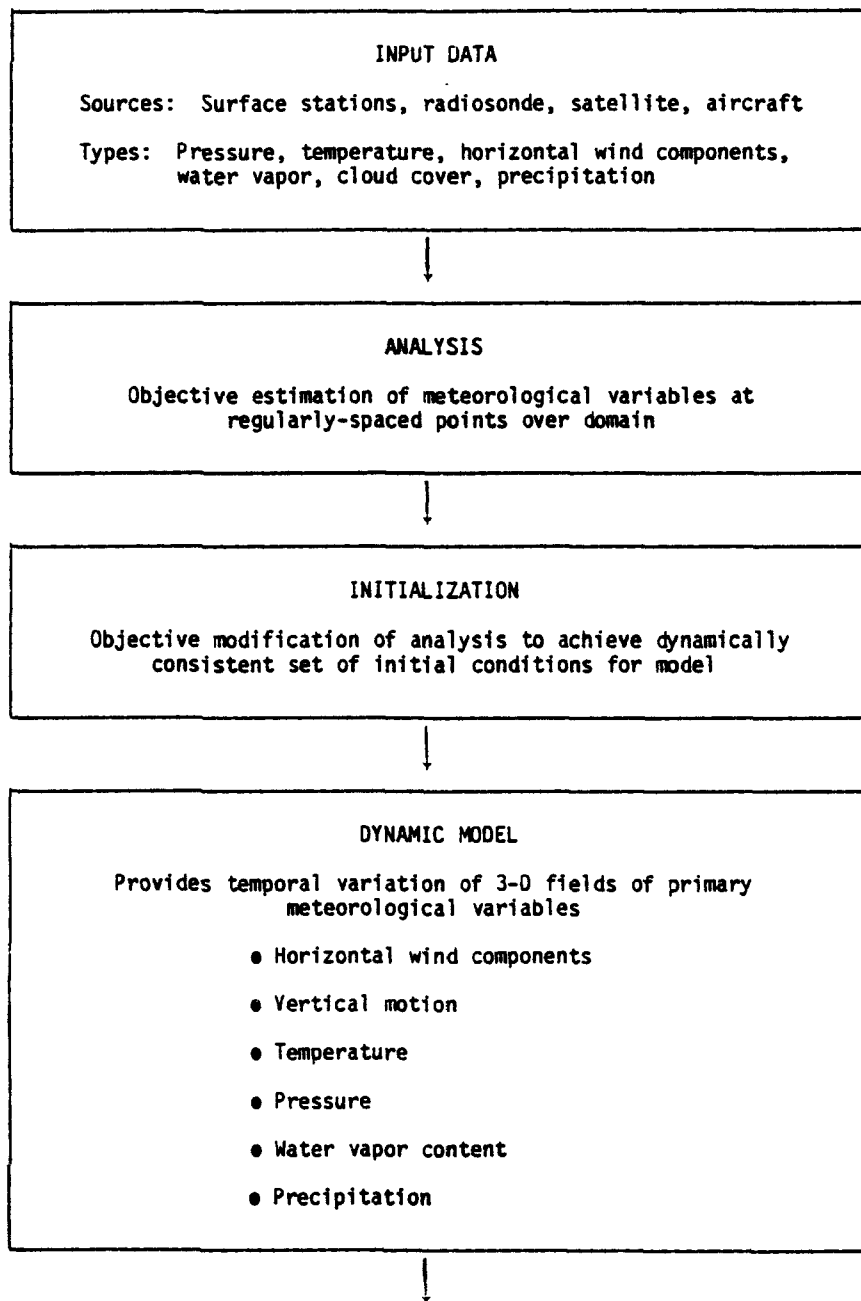 INPUT DATA
Sources: Surface stations, radiosonde, satellite, aircraft
Types: Pressure, temperature, horizontal wind components,
water vapor, cloud cover, precipitation
ANALYSIS
Objective estimation of meteorological variables at
regularly-spaced points over domain
INITIALIZATION
Objective modification of analysis to achieve dynamically
consistent set of initial conditions for model
DYNAMIC MODEL
Provides temporal variation of 3-D fields of primary
meteorological variables
● Horizontal wind components
● Vertical motion
● Temperature
● Pressure
● Water vapor content
● Precipitation